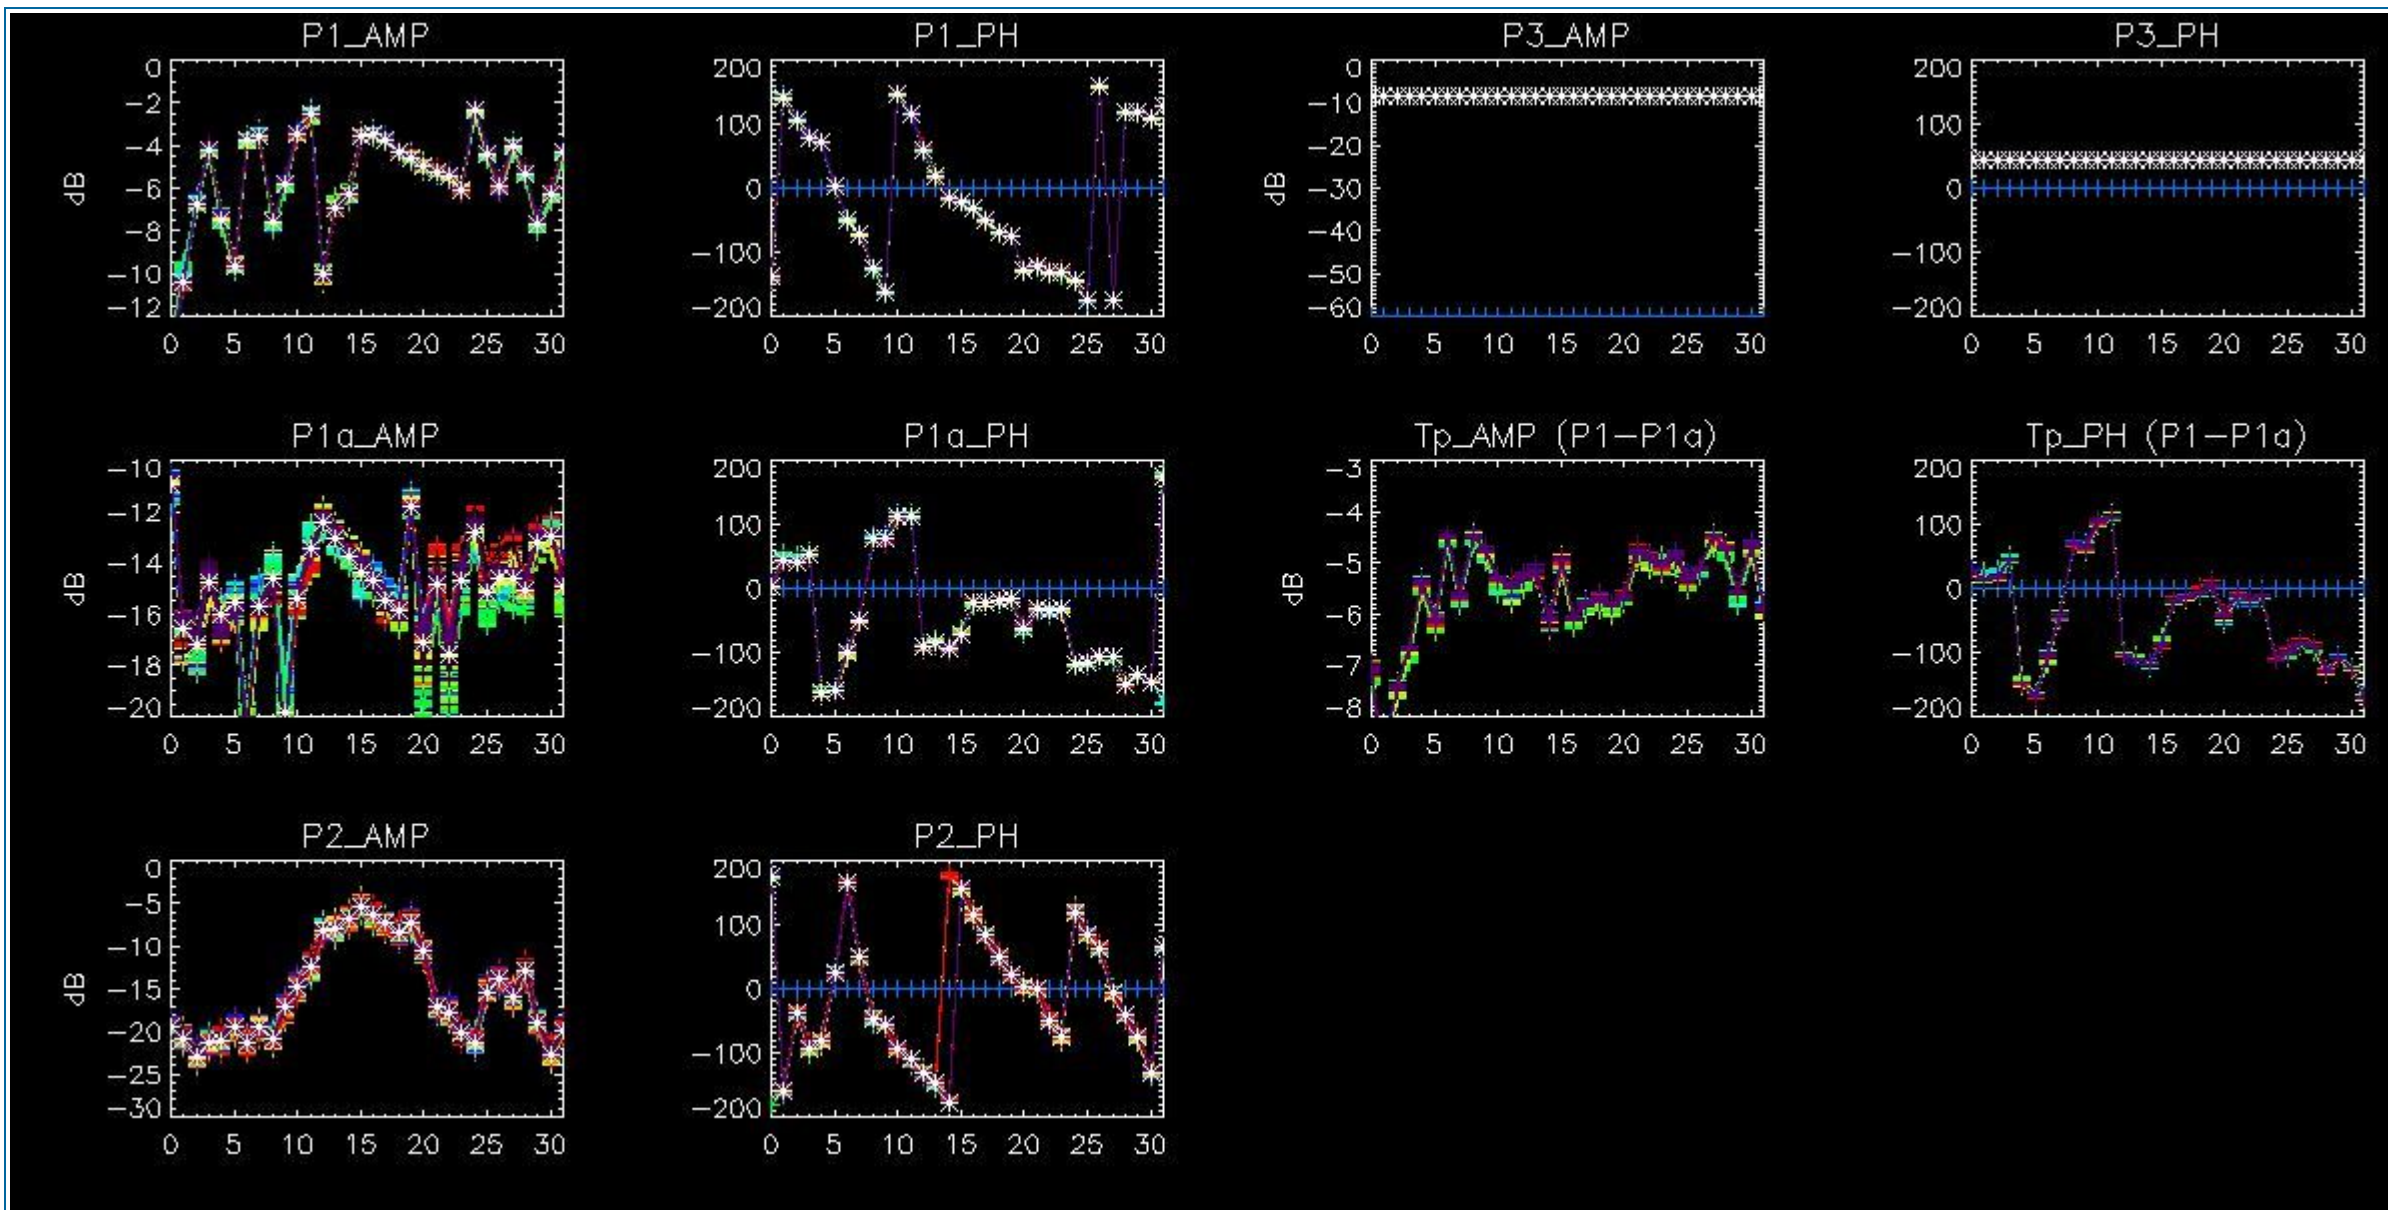 P1_AMP P1_PH P3_AMP P3_PH
0 200 0 200
−2 100 −10 100
−4 −20
−6 0 −30 0
−8 −40
−10 −100 −50 −100
−12 −200 −60 −200
dB dB
0 5 10 15 20 25 30 0 5 10 15 20 25 30 0 5 10 15 20 25 30 0 5 10 15 20 25 30
P1a_AMP P1a_PH Tp_AMP (P1−P1a) Tp_PH (P1−P1a)
−10 200 −3 200
−12 100 −4 100
−14 0 −5 0
−16 −6
−18 −100 −7 −100
−20 −200 −8 −200
dB dB
0 5 10 15 20 25 30 0 5 10 15 20 25 30 0 5 10 15 20 25 30 0 5 10 15 20 25 30
P2_AMP P2_PH
0 200
−5 100
−10
−15 0
−20
−25 −100
−30 −200
dB
0 5 10 15 20 25 30 0 5 10 15 20 25 30